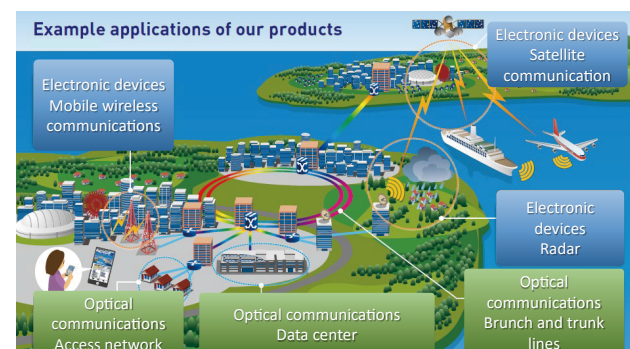 Example applications of our products
Electronic devices
Satellite
communication
Electronic devices
Mobile wireless
communications
Electronic
devices
Radar
Optical
communications
Access network
Optical communications
Data center
Optical
communications
Brunch and trunk
lines